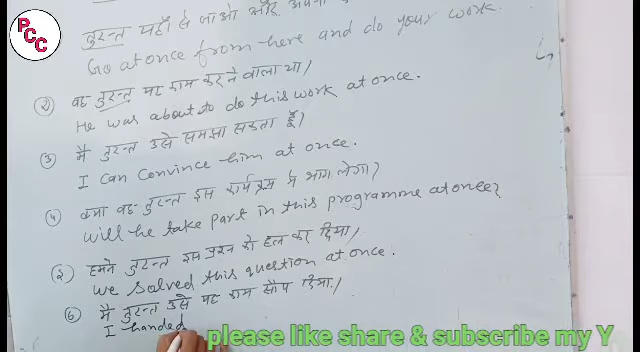 PCC
तुरन्त यहाँ से जाओ और अपना
Go at once from here and do your work.
(2) वह तुरन्त यह काम करने वाला था।
He was about to do this work at once.
(3) मैं तुरन्त उसे समझा सकता हूँ।
I can convince him at once.
(4) क्या वह तुरन्त इस कार्यक्रम में भाग लेगा?
Will he take part in this programme at once?
(5) हमने तुरन्त इस प्रश्न को हल कर दिया।
We solved this question at once.
(6) मैं तुरन्त उसे यह काम सौंप दिया।
I handed
please like share & subscribe my Y